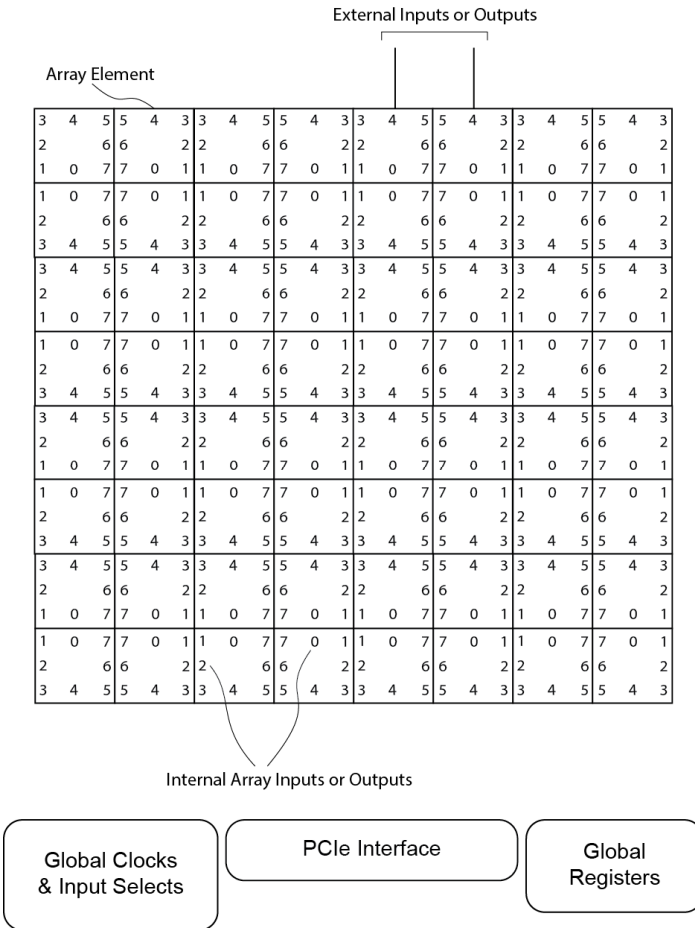 External Inputs or Outputs
Array Element
3 4 5 5 4 3 3 4 5 5 4 3 3 4 5 5 4 3 3 4 5 5 4 3
2 6 6 2 2 6 6 2 2 6 6 2 2 6 6 2
1 0 7 7 0 1 1 0 7 7 0 1 1 0 7 7 0 1 1 0 7 7 0 1
1 0 7 7 0 1 1 0 7 7 0 1 1 0 7 7 0 1 1 0 7 7 0 1
2 6 6 2 2 6 6 2 2 6 6 2 2 6 6 2
3 4 5 5 4 3 3 4 5 5 4 3 3 4 5 5 4 3 3 4 5 5 4 3
3 4 5 5 4 3 3 4 5 5 4 3 3 4 5 5 4 3 3 4 5 5 4 3
2 6 6 2 2 6 6 2 2 6 6 2 2 6 6 2
1 0 7 7 0 1 1 0 7 7 0 1 1 0 7 7 0 1 1 0 7 7 0 1
1 0 7 7 0 1 1 0 7 7 0 1 1 0 7 7 0 1 1 0 7 7 0 1
2 6 6 2 2 6 6 2 2 6 6 2 2 6 6 2
3 4 5 5 4 3 3 4 5 5 4 3 3 4 5 5 4 3 3 4 5 5 4 3
3 4 5 5 4 3 3 4 5 5 4 3 3 4 5 5 4 3 3 4 5 5 4 3
2 6 6 2 2 6 6 2 2 6 6 2 2 6 6 2
1 0 7 7 0 1 1 0 7 7 0 1 1 0 7 7 0 1 1 0 7 7 0 1
1 0 7 7 0 1 1 0 7 7 0 1 1 0 7 7 0 1 1 0 7 7 0 1
2 6 6 2 2 6 6 2 2 6 6 2 2 6 6 2
3 4 5 5 4 3 3 4 5 5 4 3 3 4 5 5 4 3 3 4 5 5 4 3
3 4 5 5 4 3 3 4 5 5 4 3 3 4 5 5 4 3 3 4 5 5 4 3
2 6 6 2 2 6 6 2 2 6 6 2 2 6 6 2
1 0 7 7 0 1 1 0 7 7 0 1 1 0 7 7 0 1 1 0 7 7 0 1
1 0 7 7 0 1 1 0 7 7 0 1 1 0 7 7 0 1 1 0 7 7 0 1
2 6 6 2 2 6 6 2 2 6 6 2 2 6 6 2
3 4 5 5 4 3 3 4 5 5 4 3 3 4 5 5 4 3 3 4 5 5 4 3
Internal Array Inputs or Outputs
Global Clocks
& Input Selects
PCIe Interface
Global
Registers